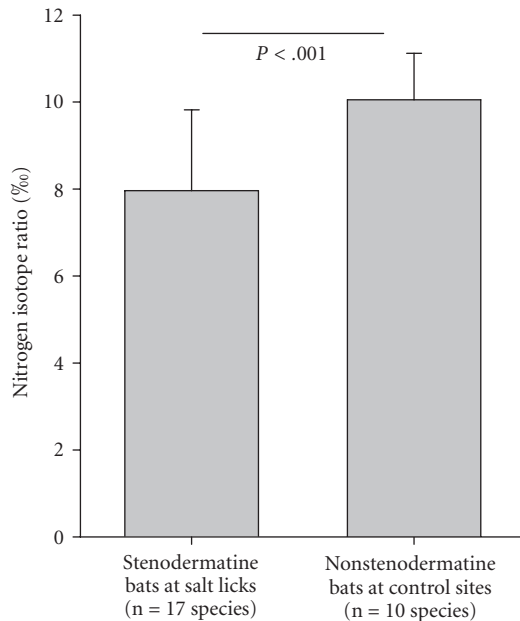 12
P < .001
10
8
6
4
2
0
Nitrogen isotope ratio (‰)
Stenodermatine
bats at salt licks
(n = 17 species)
Nonstenodermatine
bats at control sites
(n = 10 species)